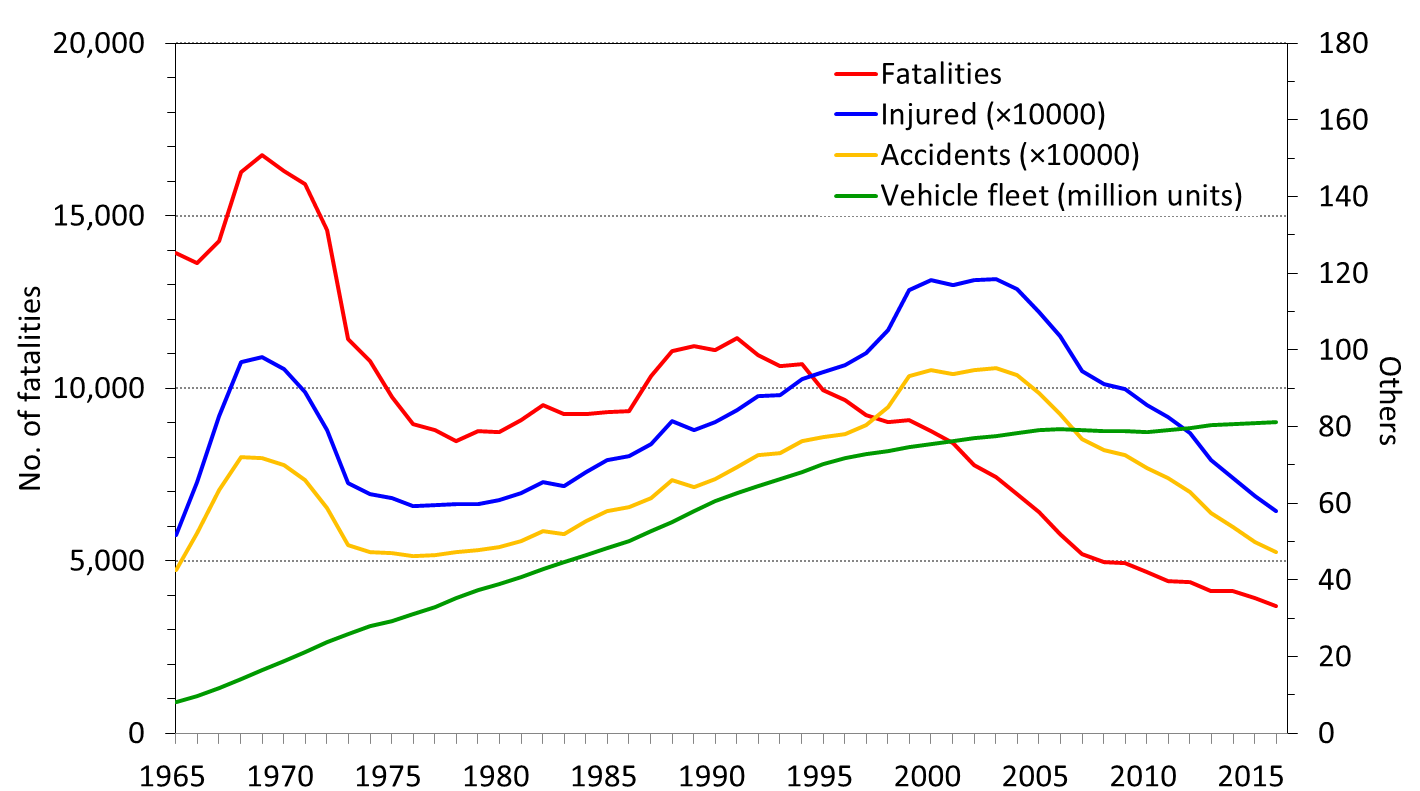 20,000
15,000
10,000
5,000
0
No. of fatalities
Fatalities
Injured (×10000)
Accidents (×10000)
Vehicle fleet (million units)
180
160
140
120
100
80
60
40
20
0
Others
1965 1970 1975 1980 1985 1990 1995 2000 2005 2010 2015